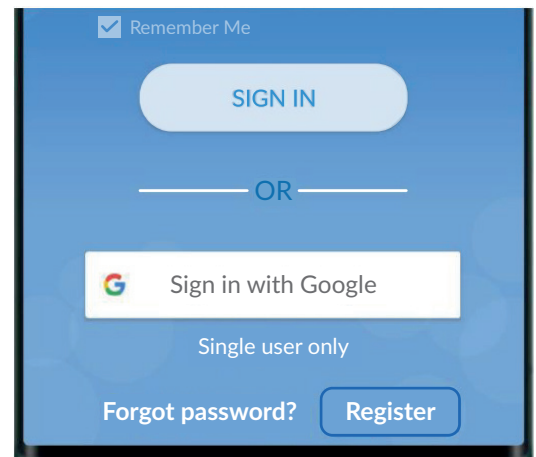 Remember Me
SIGN IN
OR
Sign in with Google
Single user only
Forgot password? Register